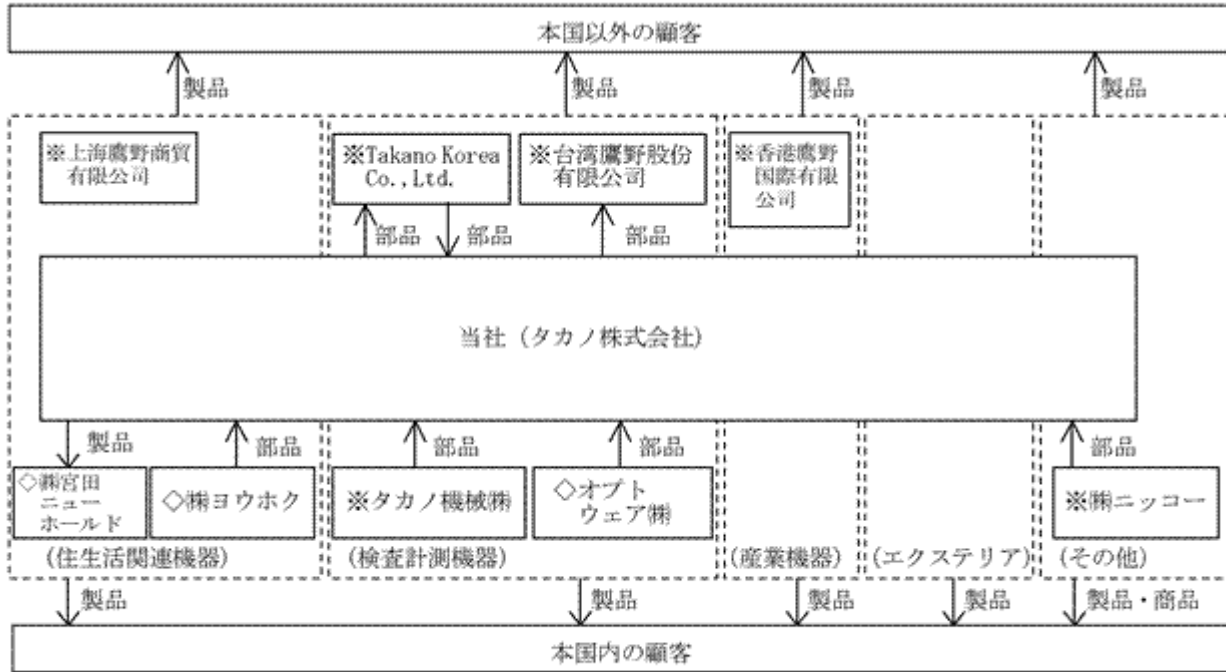 本国以外の顧客
製品
製品
製品
製品
※上海鷹野商貿
有限公司
※Takano Korea
Co.,Ltd.
※台湾鷹野股份
有限公司
※香港鷹野
国際有限
公司
部品
部品
部品
当社（タカノ株式会社）
製品
部品
部品
部品
部品
◇㈱宮田
ニュー
ホールド
◇㈱ヨウホク
※タカノ機械㈱
◇オプト
ウェア㈱
※㈱ニッコー
(住生活関連機器)
(検査計測機器)
(産業機器)
(エクステリア)
(その他)
製品
製品
製品
製品
製品・商品
本国内の顧客